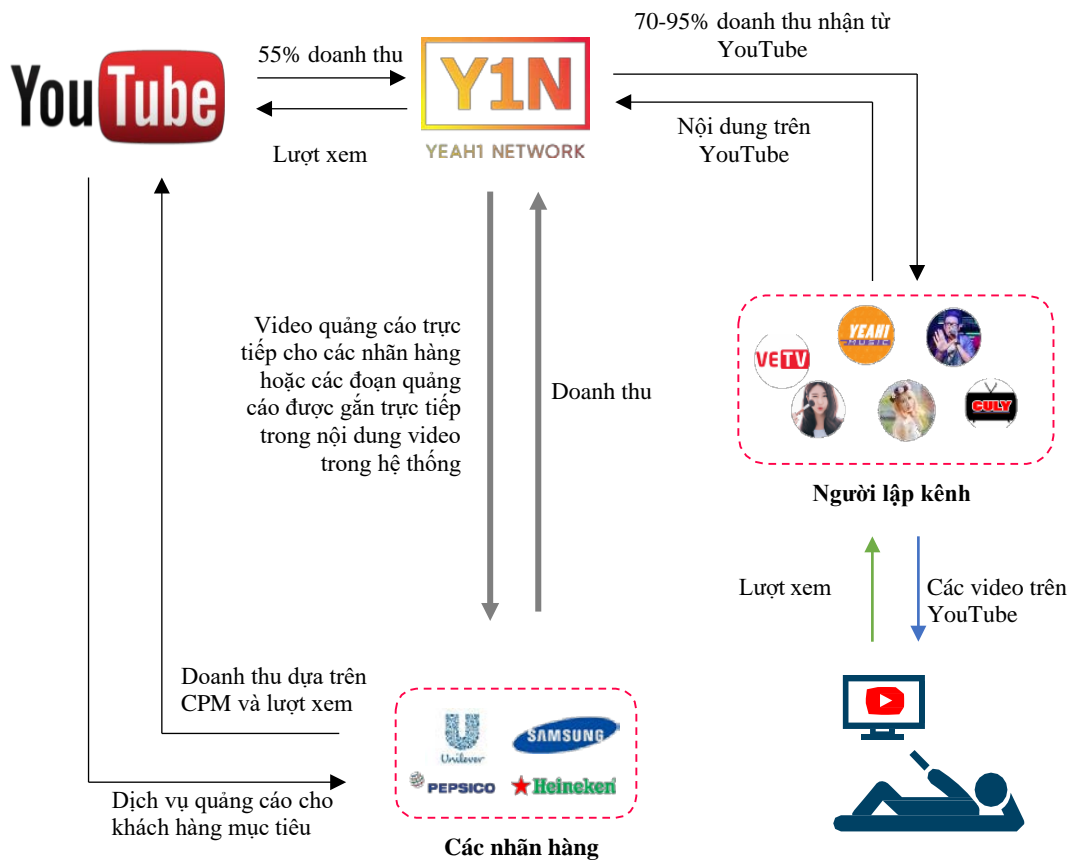 70-95% doanh thu nhận từ
YouTube
55% doanh thu
YouTube
Y1N
YEAH1 NETWORK
Lượt xem
Nội dung trên
YouTube
Video quảng cáo trực
tiếp cho các nhãn hàng
hoặc các đoạn quảng
cáo được gắn trực tiếp
trong nội dung video
trong hệ thống
Doanh thu
YEAH1
MUSIC
VETV
CULY
Người lập kênh
Lượt xem
Các video trên
YouTube
Doanh thu dựa trên
CPM và lượt xem
Unilever
SAMSUNG
PEPSICO
Heineken
Dịch vụ quảng cáo cho
khách hàng mục tiêu
Các nhãn hàng